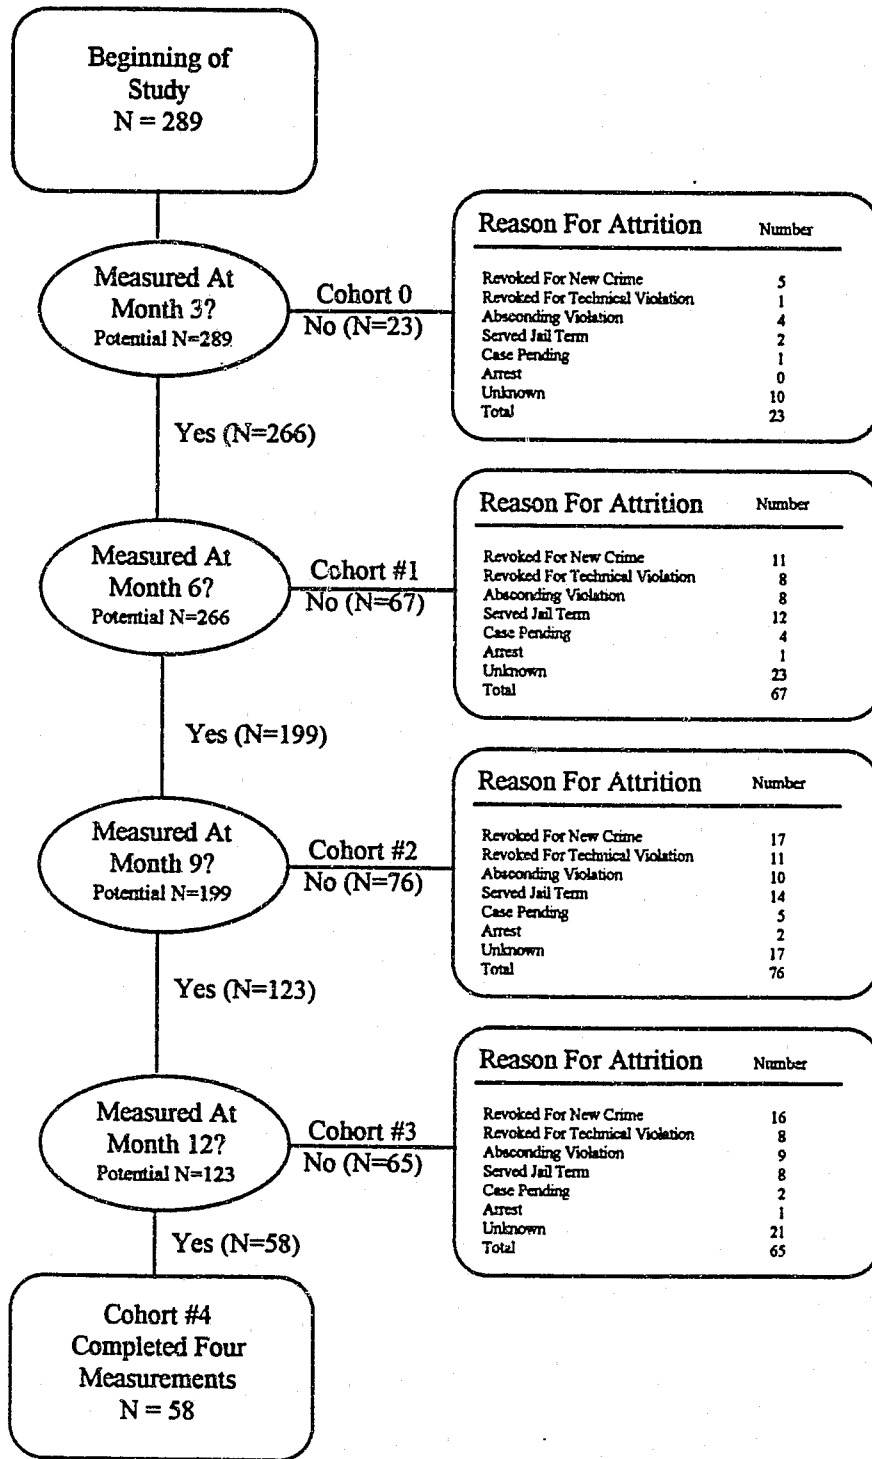 Beginning of
Study
N = 289
Measured At
Month 3?
Potential N=289
Cohort 0
No (N=23)
Reason For Attrition Number
Revoked For New Crime 5
Revoked For Technical Violation 1
Absconding Violation 4
Served Jail Term 2
Case Pending 1
Arrest 0
Unknown 10
Total 23
Yes (N=266)
Measured At
Month 6?
Potential N=266
Cohort #1
No (N=67)
Reason For Attrition Number
Revoked For New Crime 11
Revoked For Technical Violation 8
Absconding Violation 8
Served Jail Term 12
Case Pending 4
Arrest 1
Unknown 23
Total 67
Yes (N=199)
Measured At
Month 9?
Potential N=199
Cohort #2
No (N=76)
Reason For Attrition Number
Revoked For New Crime 17
Revoked For Technical Violation 11
Absconding Violation 10
Served Jail Term 14
Case Pending 5
Arrest 2
Unknown 17
Total 76
Yes (N=123)
Measured At
Month 12?
Potential N=123
Cohort #3
No (N=65)
Reason For Attrition Number
Revoked For New Crime 16
Revoked For Technical Violation 8
Absconding Violation 9
Served Jail Term 8
Case Pending 2
Arrest 1
Unknown 21
Total 65
Yes (N=58)
Cohort #4
Completed Four
Measurements
N = 58